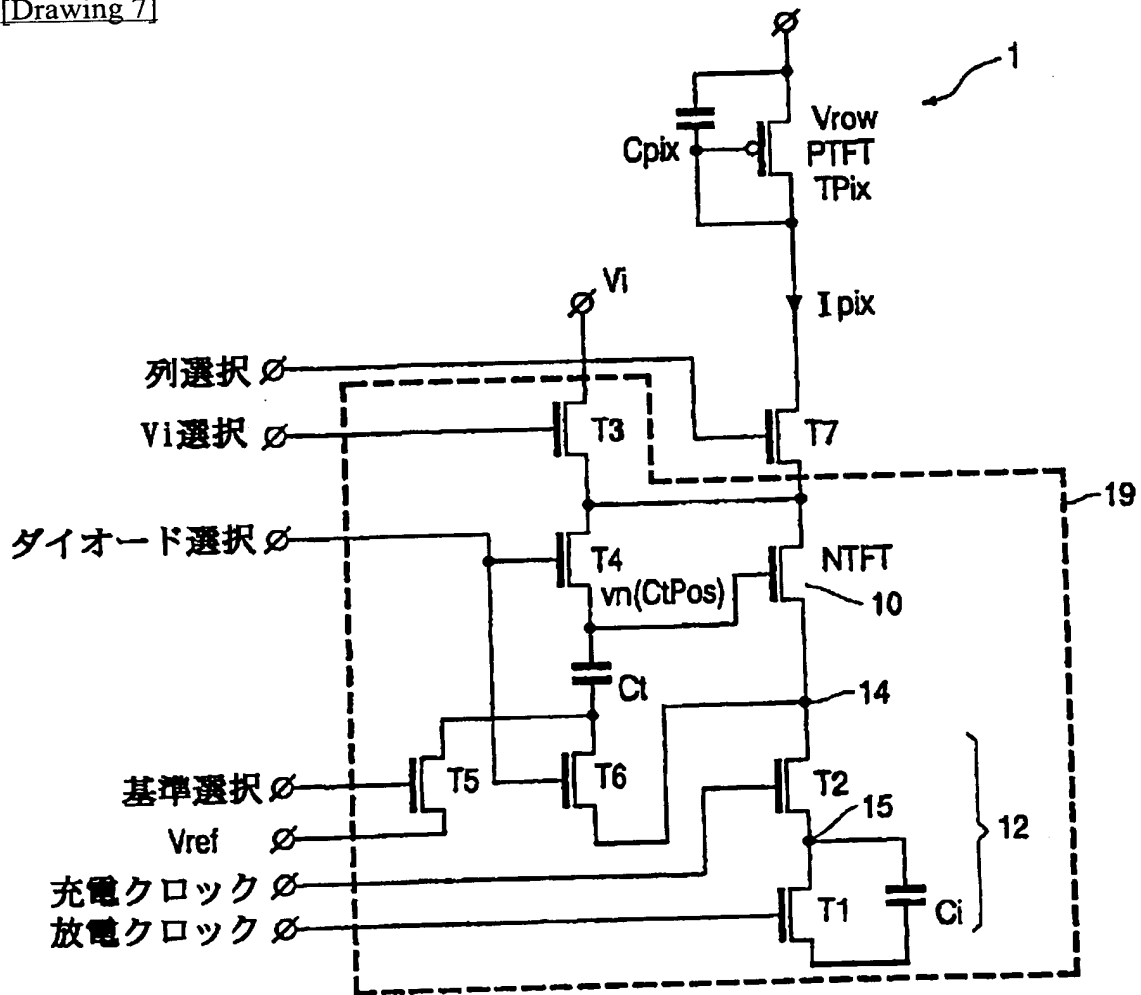 [Drawing 7]
1
Vrow
Cpix
PTFT
TPix
Vi
Ipix
列選択
Vi選択
T3
T7
19
ダイオード選択
T4
NTFT
vn(CtPos)
10
Ct
14
基準選択
T5
T6
T2
15
12
Vref
充電クロック
T1
Ci
放電クロック